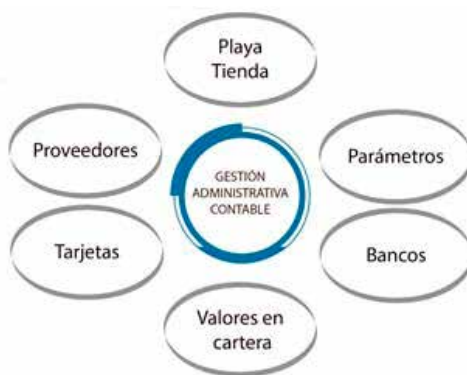 Playa
Tienda
Proveedores
Parámetros
GESTIÓN
ADMINISTRATIVA
CONTABLE
Tarjetas
Bancos
Valores en
cartera